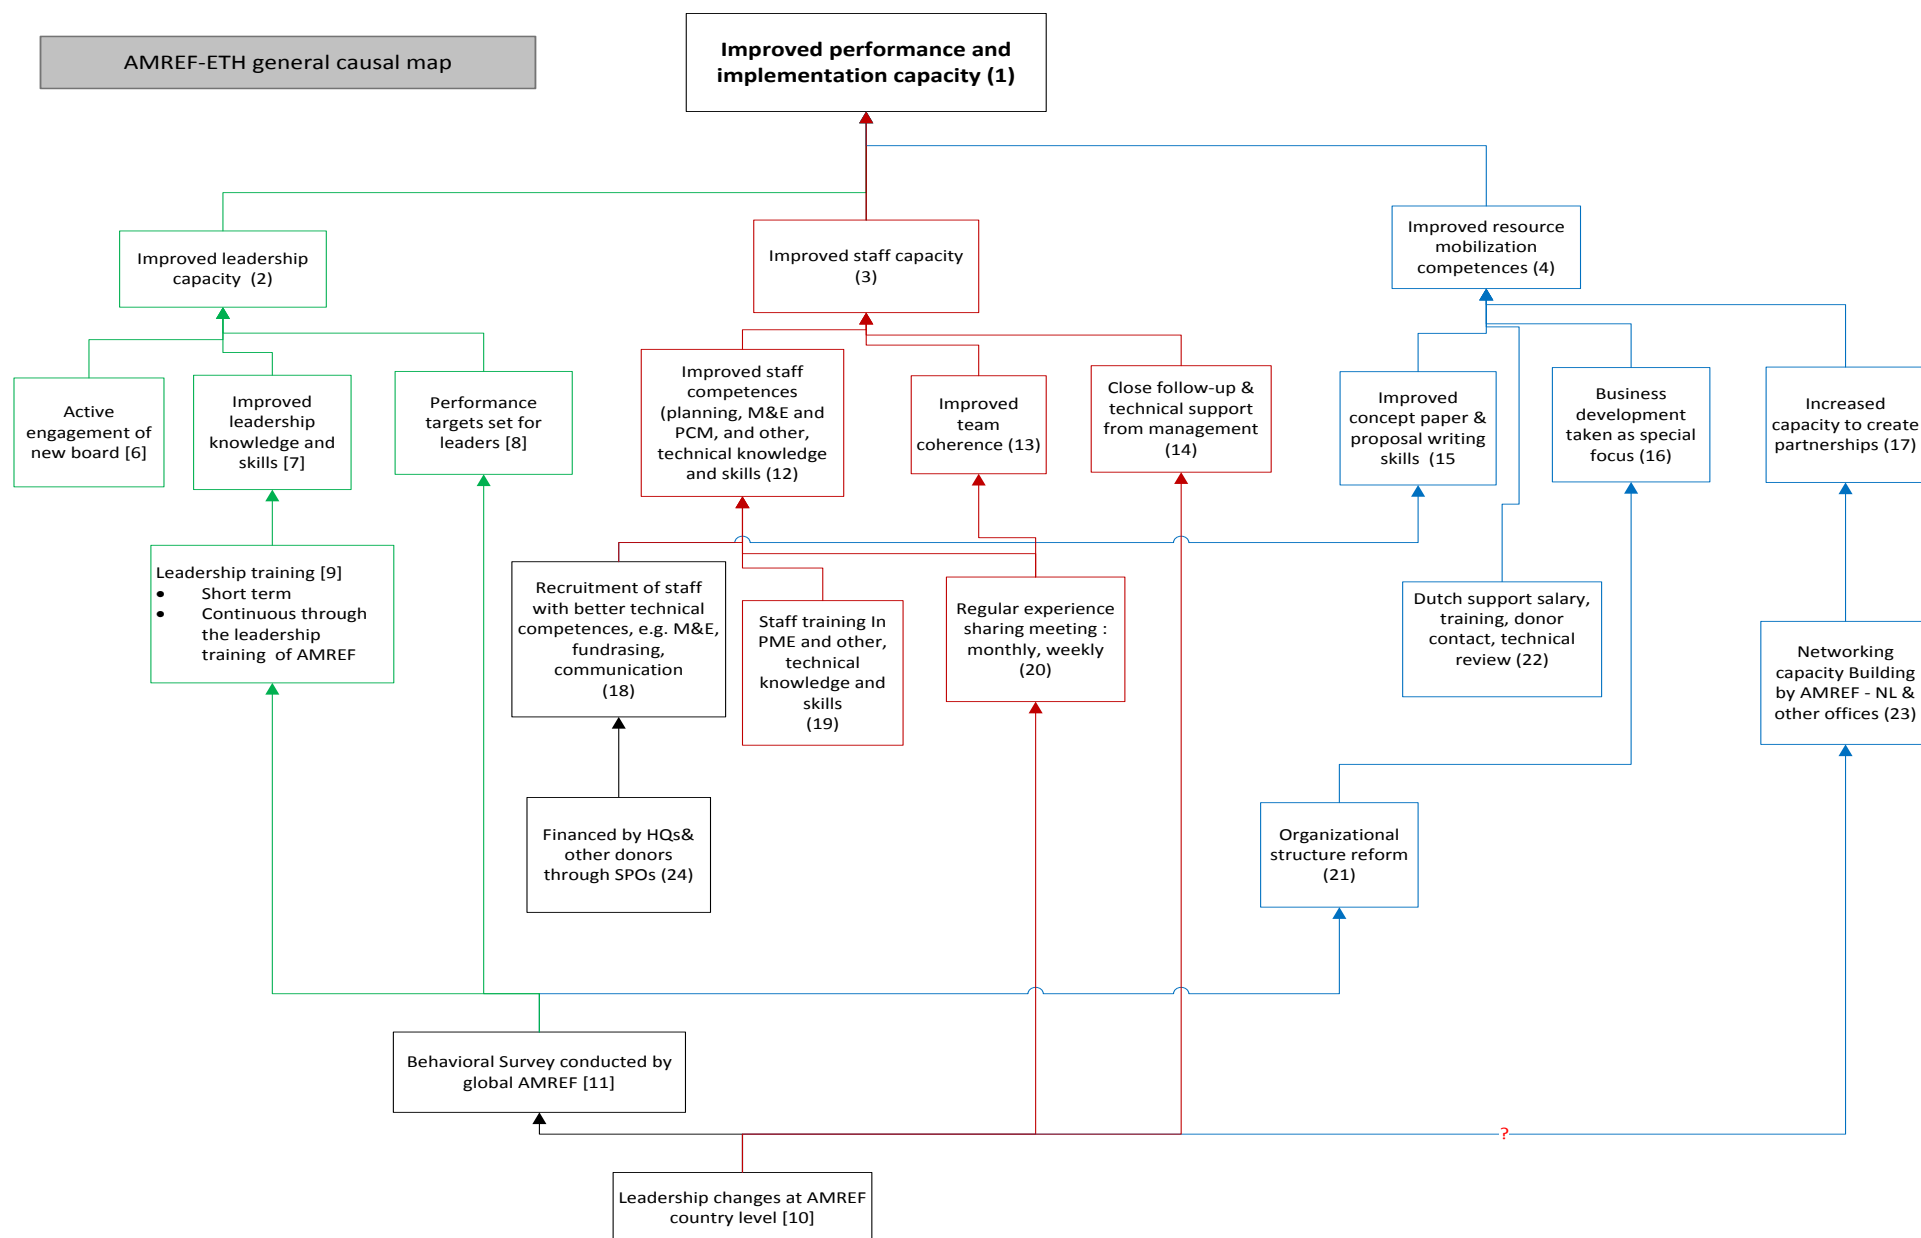 AMREF-ETH general causal map
Improved performance and
implementation capacity (1)
Improved leadership
capacity (2)
Improved staff capacity
(3)
Improved resource
mobilization
competences (4)
Active
engagement of
new board [6]
Improved
leadership
knowledge and
skills [7]
Performance
targets set for
leaders [8]
Improved staff
competences
(planning, M&E and
PCM, and other,
technical knowledge
and skills (12)
Improved
team
coherence (13)
Close follow-up &
technical support
from management
(14)
Improved
concept paper &
proposal writing
skills (15
Business
development
taken as special
focus (16)
Increased
capacity to create
partnerships (17)
Leadership training [9]
• Short term
• Continuous through
the leadership
training of AMREF
Recruitment of staff
with better technical
competences, e.g. M&E,
fundrasing,
communication
(18)
Staff training In
PME and other,
technical
knowledge and
skills
(19)
Regular experience
sharing meeting :
monthly, weekly
(20)
Dutch support salary,
training, donor
contact, technical
review (22)
Networking
capacity Building
by AMREF - NL &
other offices (23)
Financed by HQs&
other donors
through SPOs (24)
Organizational
structure reform
(21)
Behavioral Survey conducted by
global AMREF [11]
?
Leadership changes at AMREF
country level [10]